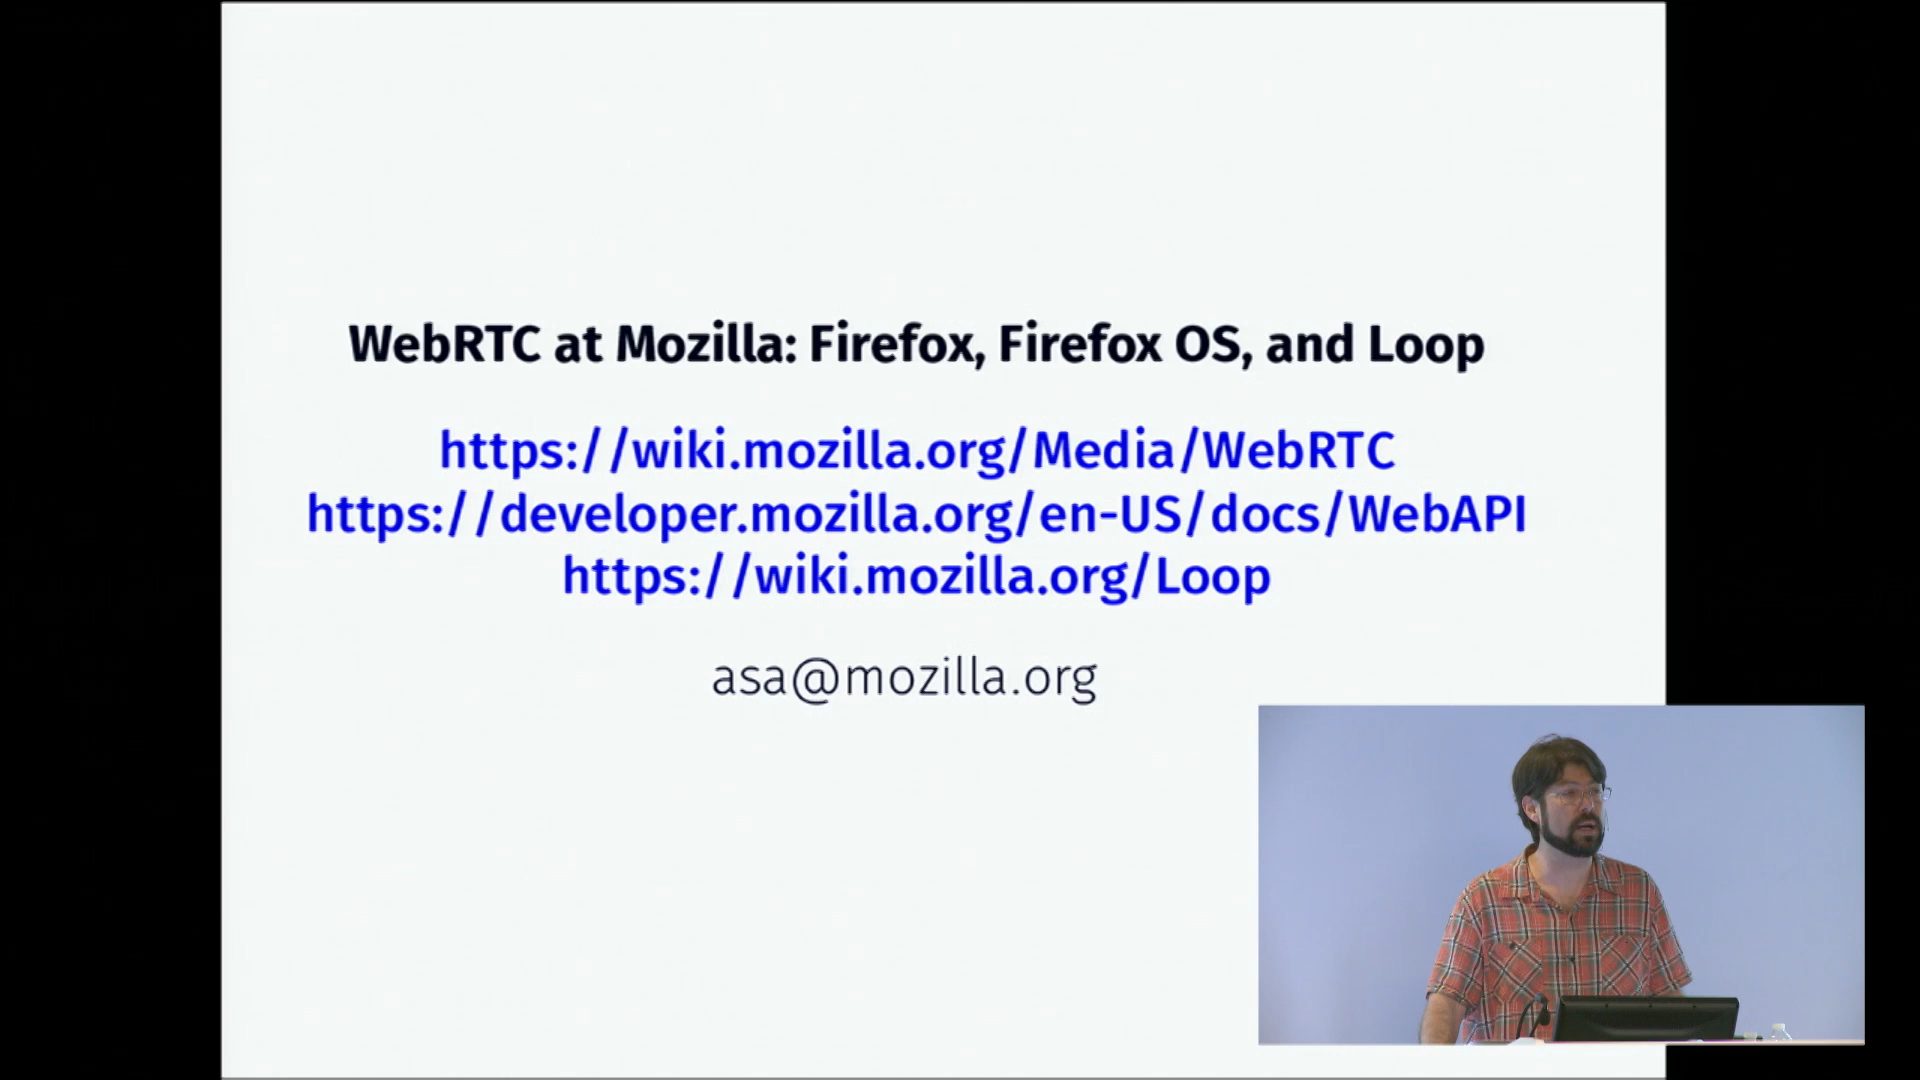 WebRTC at Mozilla: Firefox, Firefox OS, and Loop
https://wiki.mozilla.org/Media/WebRTC
https://developer.mozilla.org/en-US/docs/WebAPI
https://wiki.mozilla.org/Loop
asa@mozilla.org